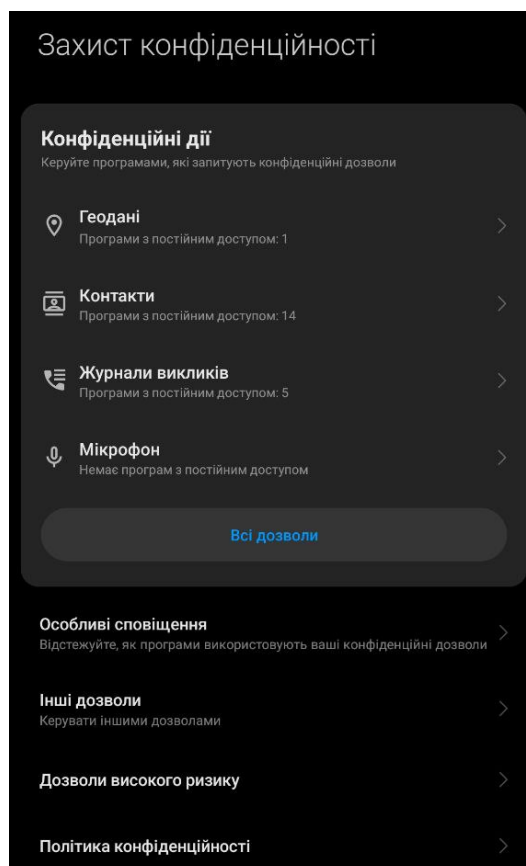 Захист конфіденційності
Конфіденційні дії
Керуйте програмами, які запитують конфіденційні дозволи
Геодані
Програми з постійним доступом: 1
Контакти
Програми з постійним доступом: 14
Журнали викликів
Програми з постійним доступом: 5
Мікрофон
Немає програм з постійним доступом
Всі дозволи
Особливі сповіщення
Відстежуйте, як програми використовують ваші конфіденційні дозволи
Інші дозволи
Керувати іншими дозволами
Дозволи високого ризику
Політика конфіденційності